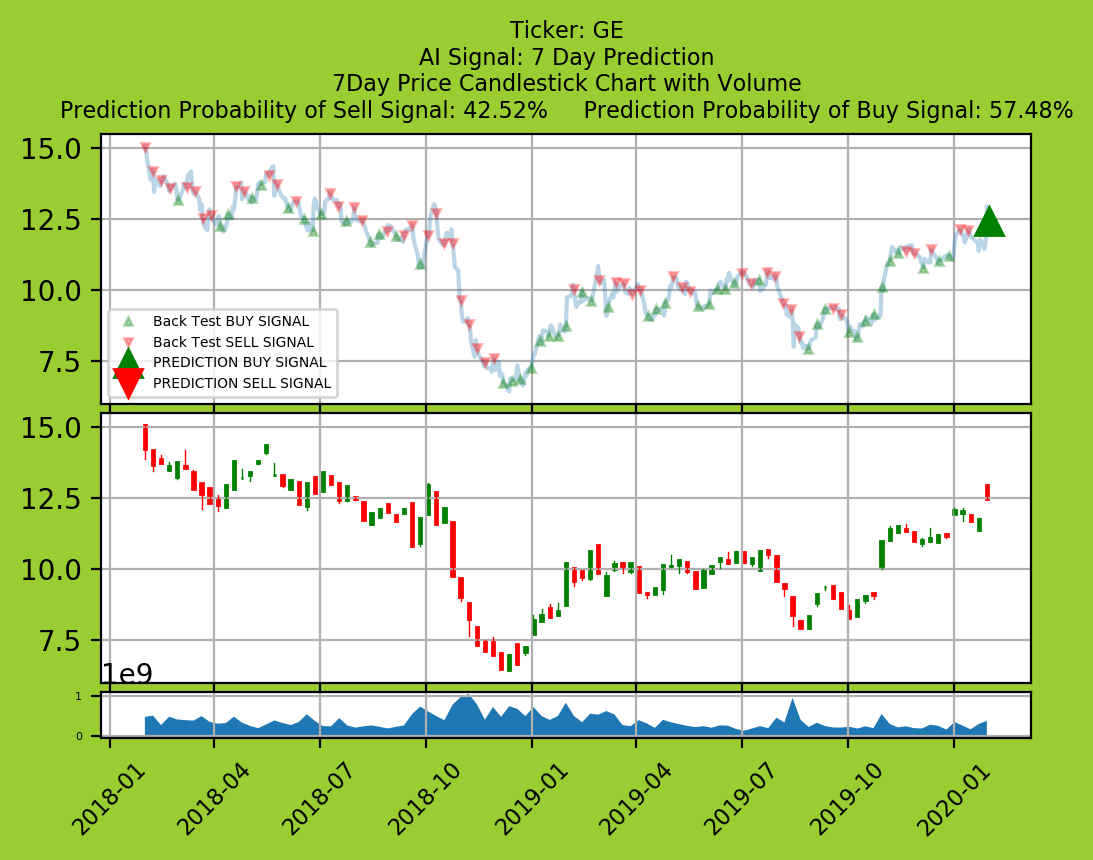 Ticker: GE
AI Signal: 7 Day Prediction
7Day Price Candlestick Chart with Volume
Prediction Probability of Sell Signal: 42.52% Prediction Probability of Buy Signal: 57.48%
15.0
12.5
10.0
7.5
Back Test BUY SIGNAL
Back Test SELL SIGNAL
PREDICTION BUY SIGNAL
PREDICTION SELL SIGNAL
15.0
12.5
10.0
7.5
1e9
1
0
2018-01
2018-04
2018-07
2018-10
2019-01
2019-04
2019-07
2019-10
2020-01